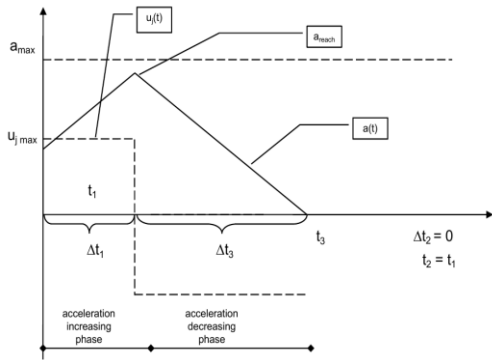 u_j(t)
a_max
a_reach
u_j max
a(t)
t_1
Δt_1
Δt_3
t_3
Δt_2 = 0
t_2 = t_1
acceleration
increasing
phase
acceleration
decreasing
phase